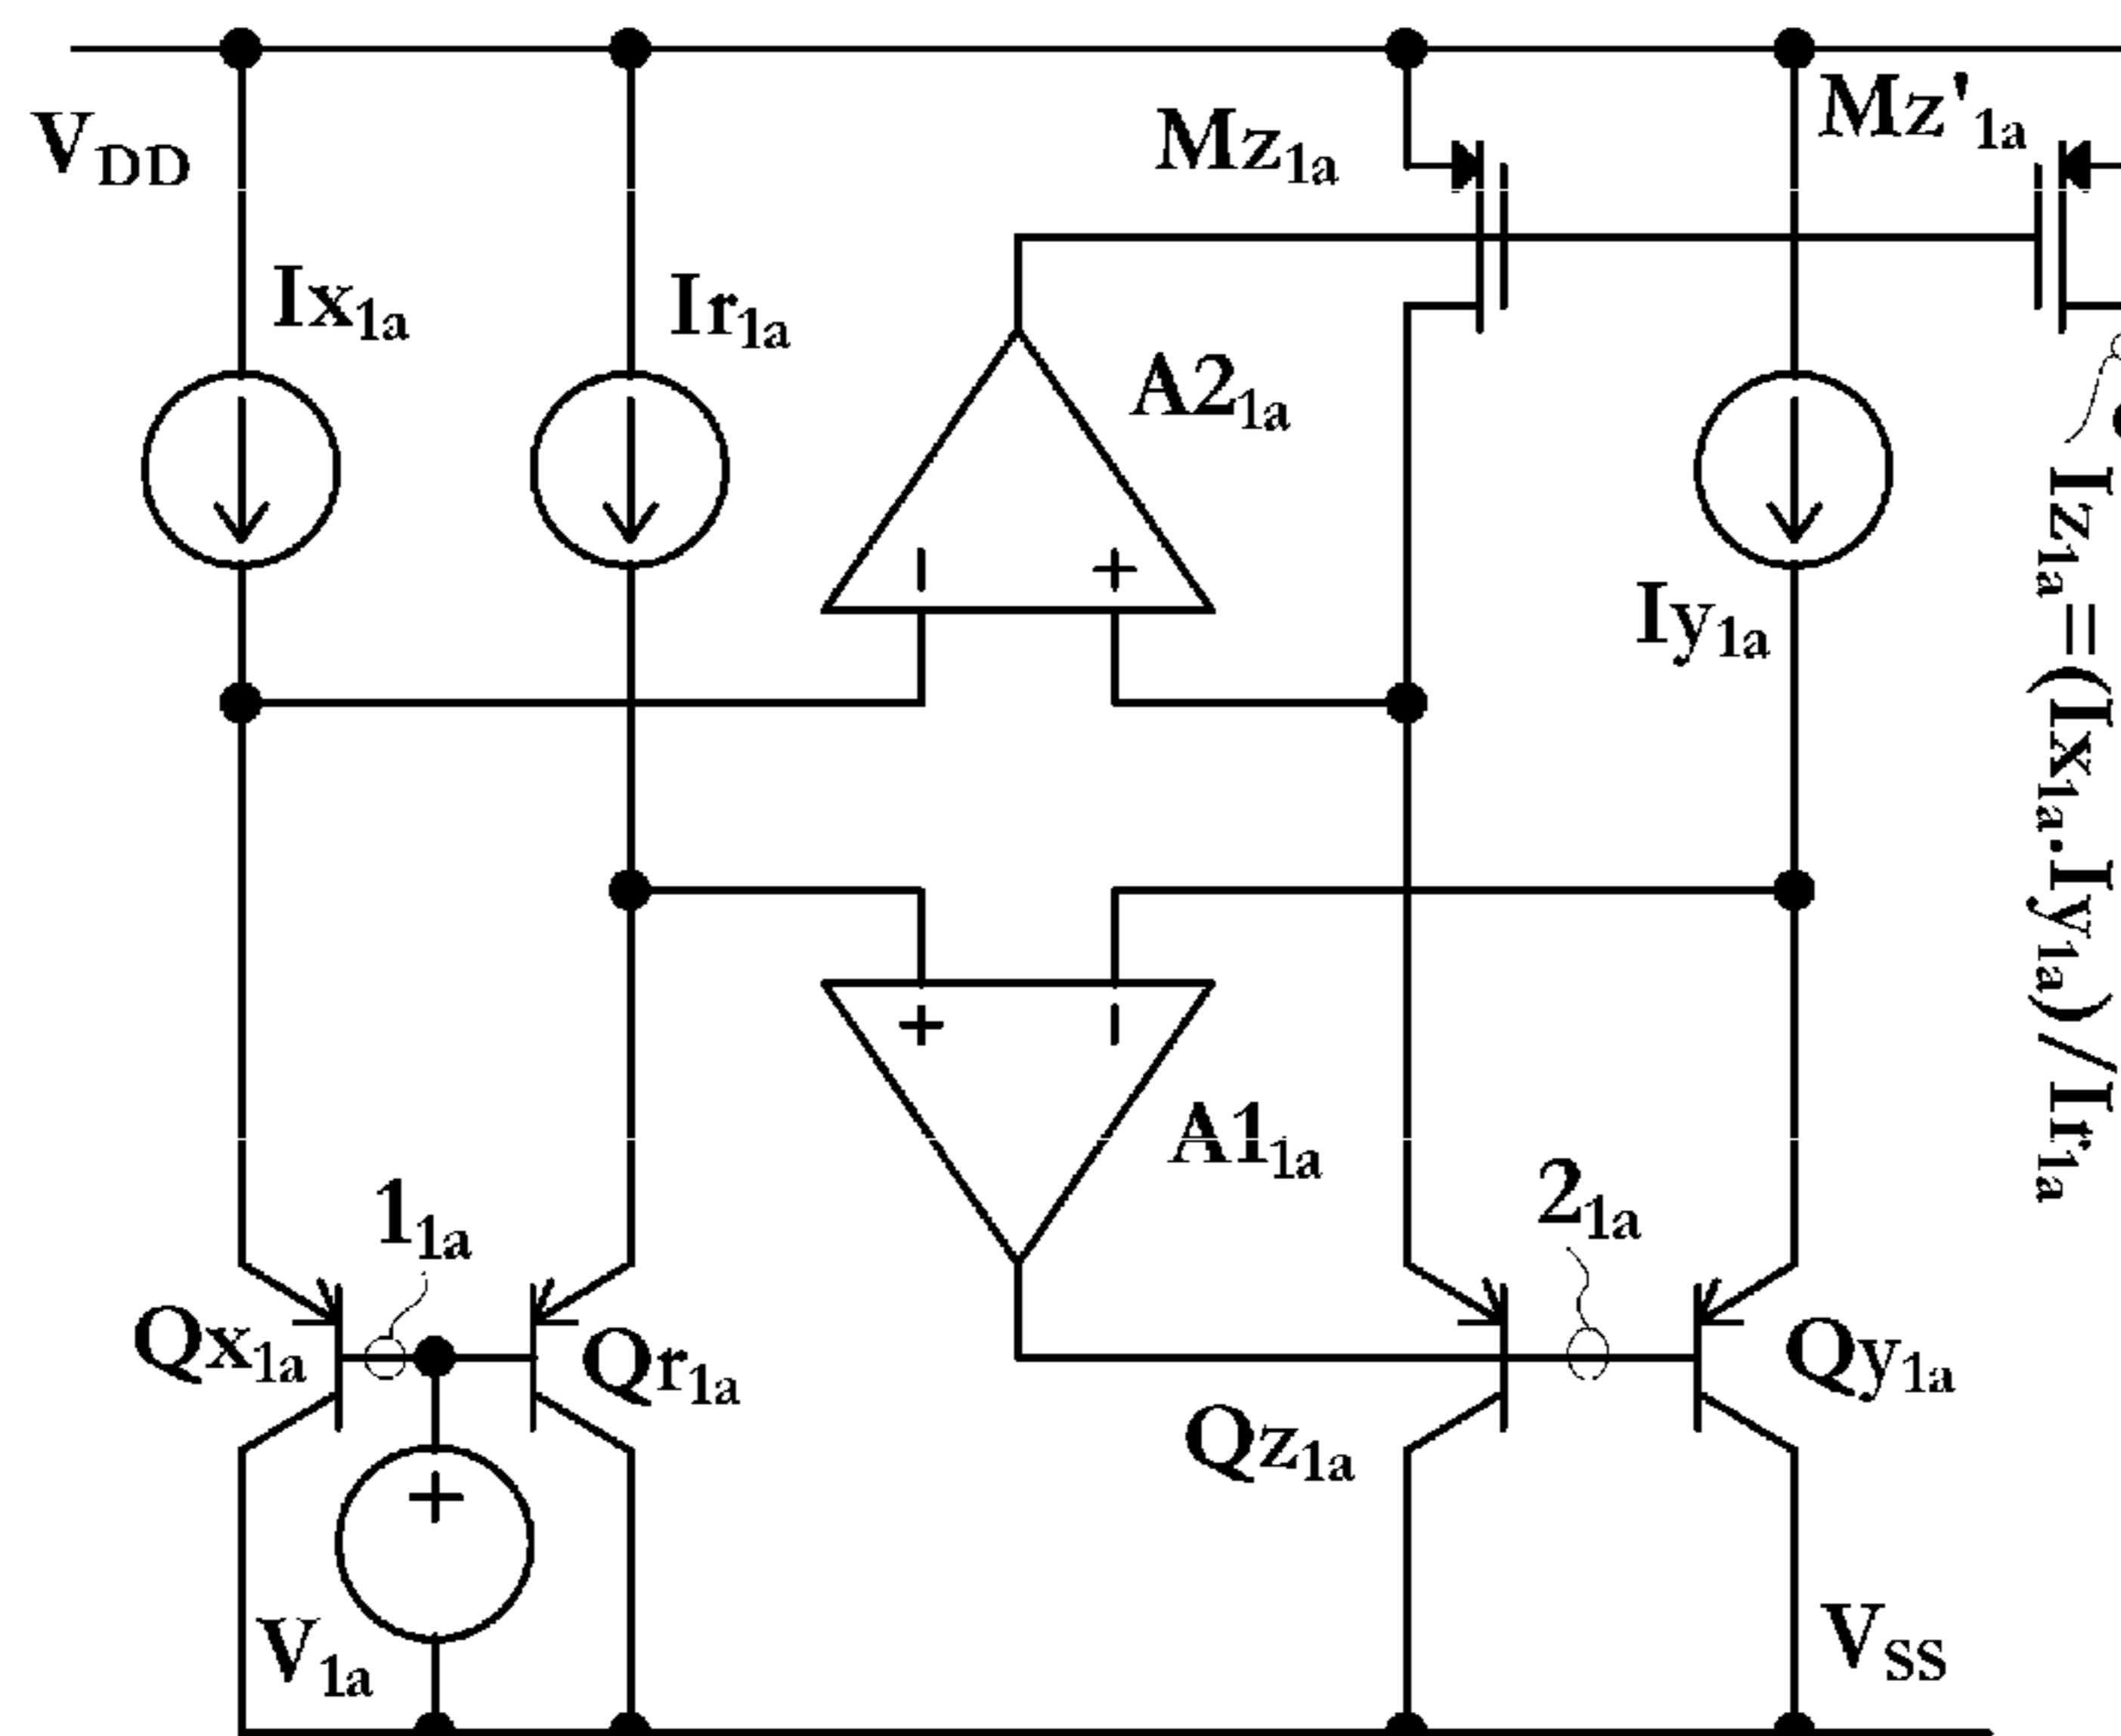 Mz'1a
VDD
Mz1a
Ix1a
Ir1a
A21a
− +
Iy1a
Iz1a=(Ix1a.Iy1a)/Ir1a
+ −
A11a
11a
21a
Qx1a
Qr1a
Qy1a
Qz1a
+
V1a
VSS